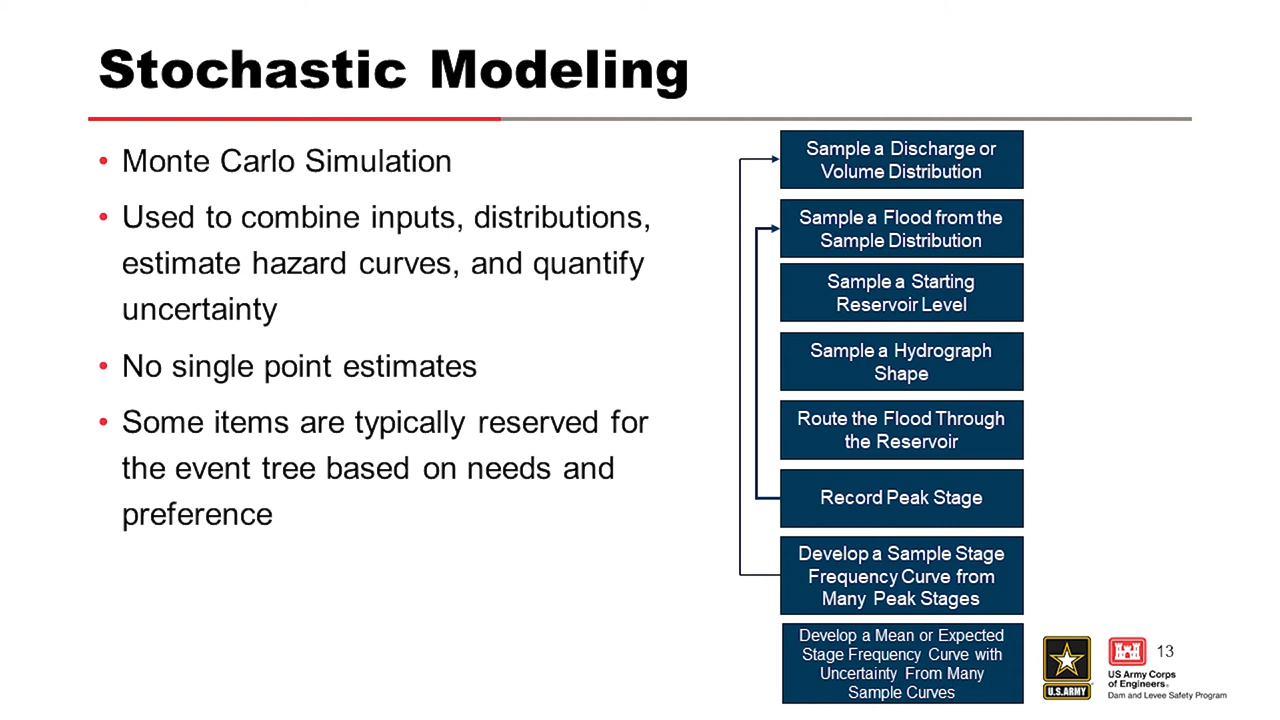 Stochastic Modeling
• Monte Carlo Simulation
• Used to combine inputs, distributions,
estimate hazard curves, and quantify
uncertainty
• No single point estimates
• Some items are typically reserved for
the event tree based on needs and
preference
Sample a Discharge or
Volume Distribution
Sample a Flood from the
Sample Distribution
Sample a Starting
Reservoir Level
Sample a Hydrograph
Shape
Route the Flood Through
the Reservoir
Record Peak Stage
Develop a Sample Stage
Frequency Curve from
Many Peak Stages
Develop a Mean or Expected
Stage Frequency Curve with
Uncertainty From Many
Sample Curves
U.S.ARMY
US Army Corps
of Engineers®
Dam and Levee Safety Program
13